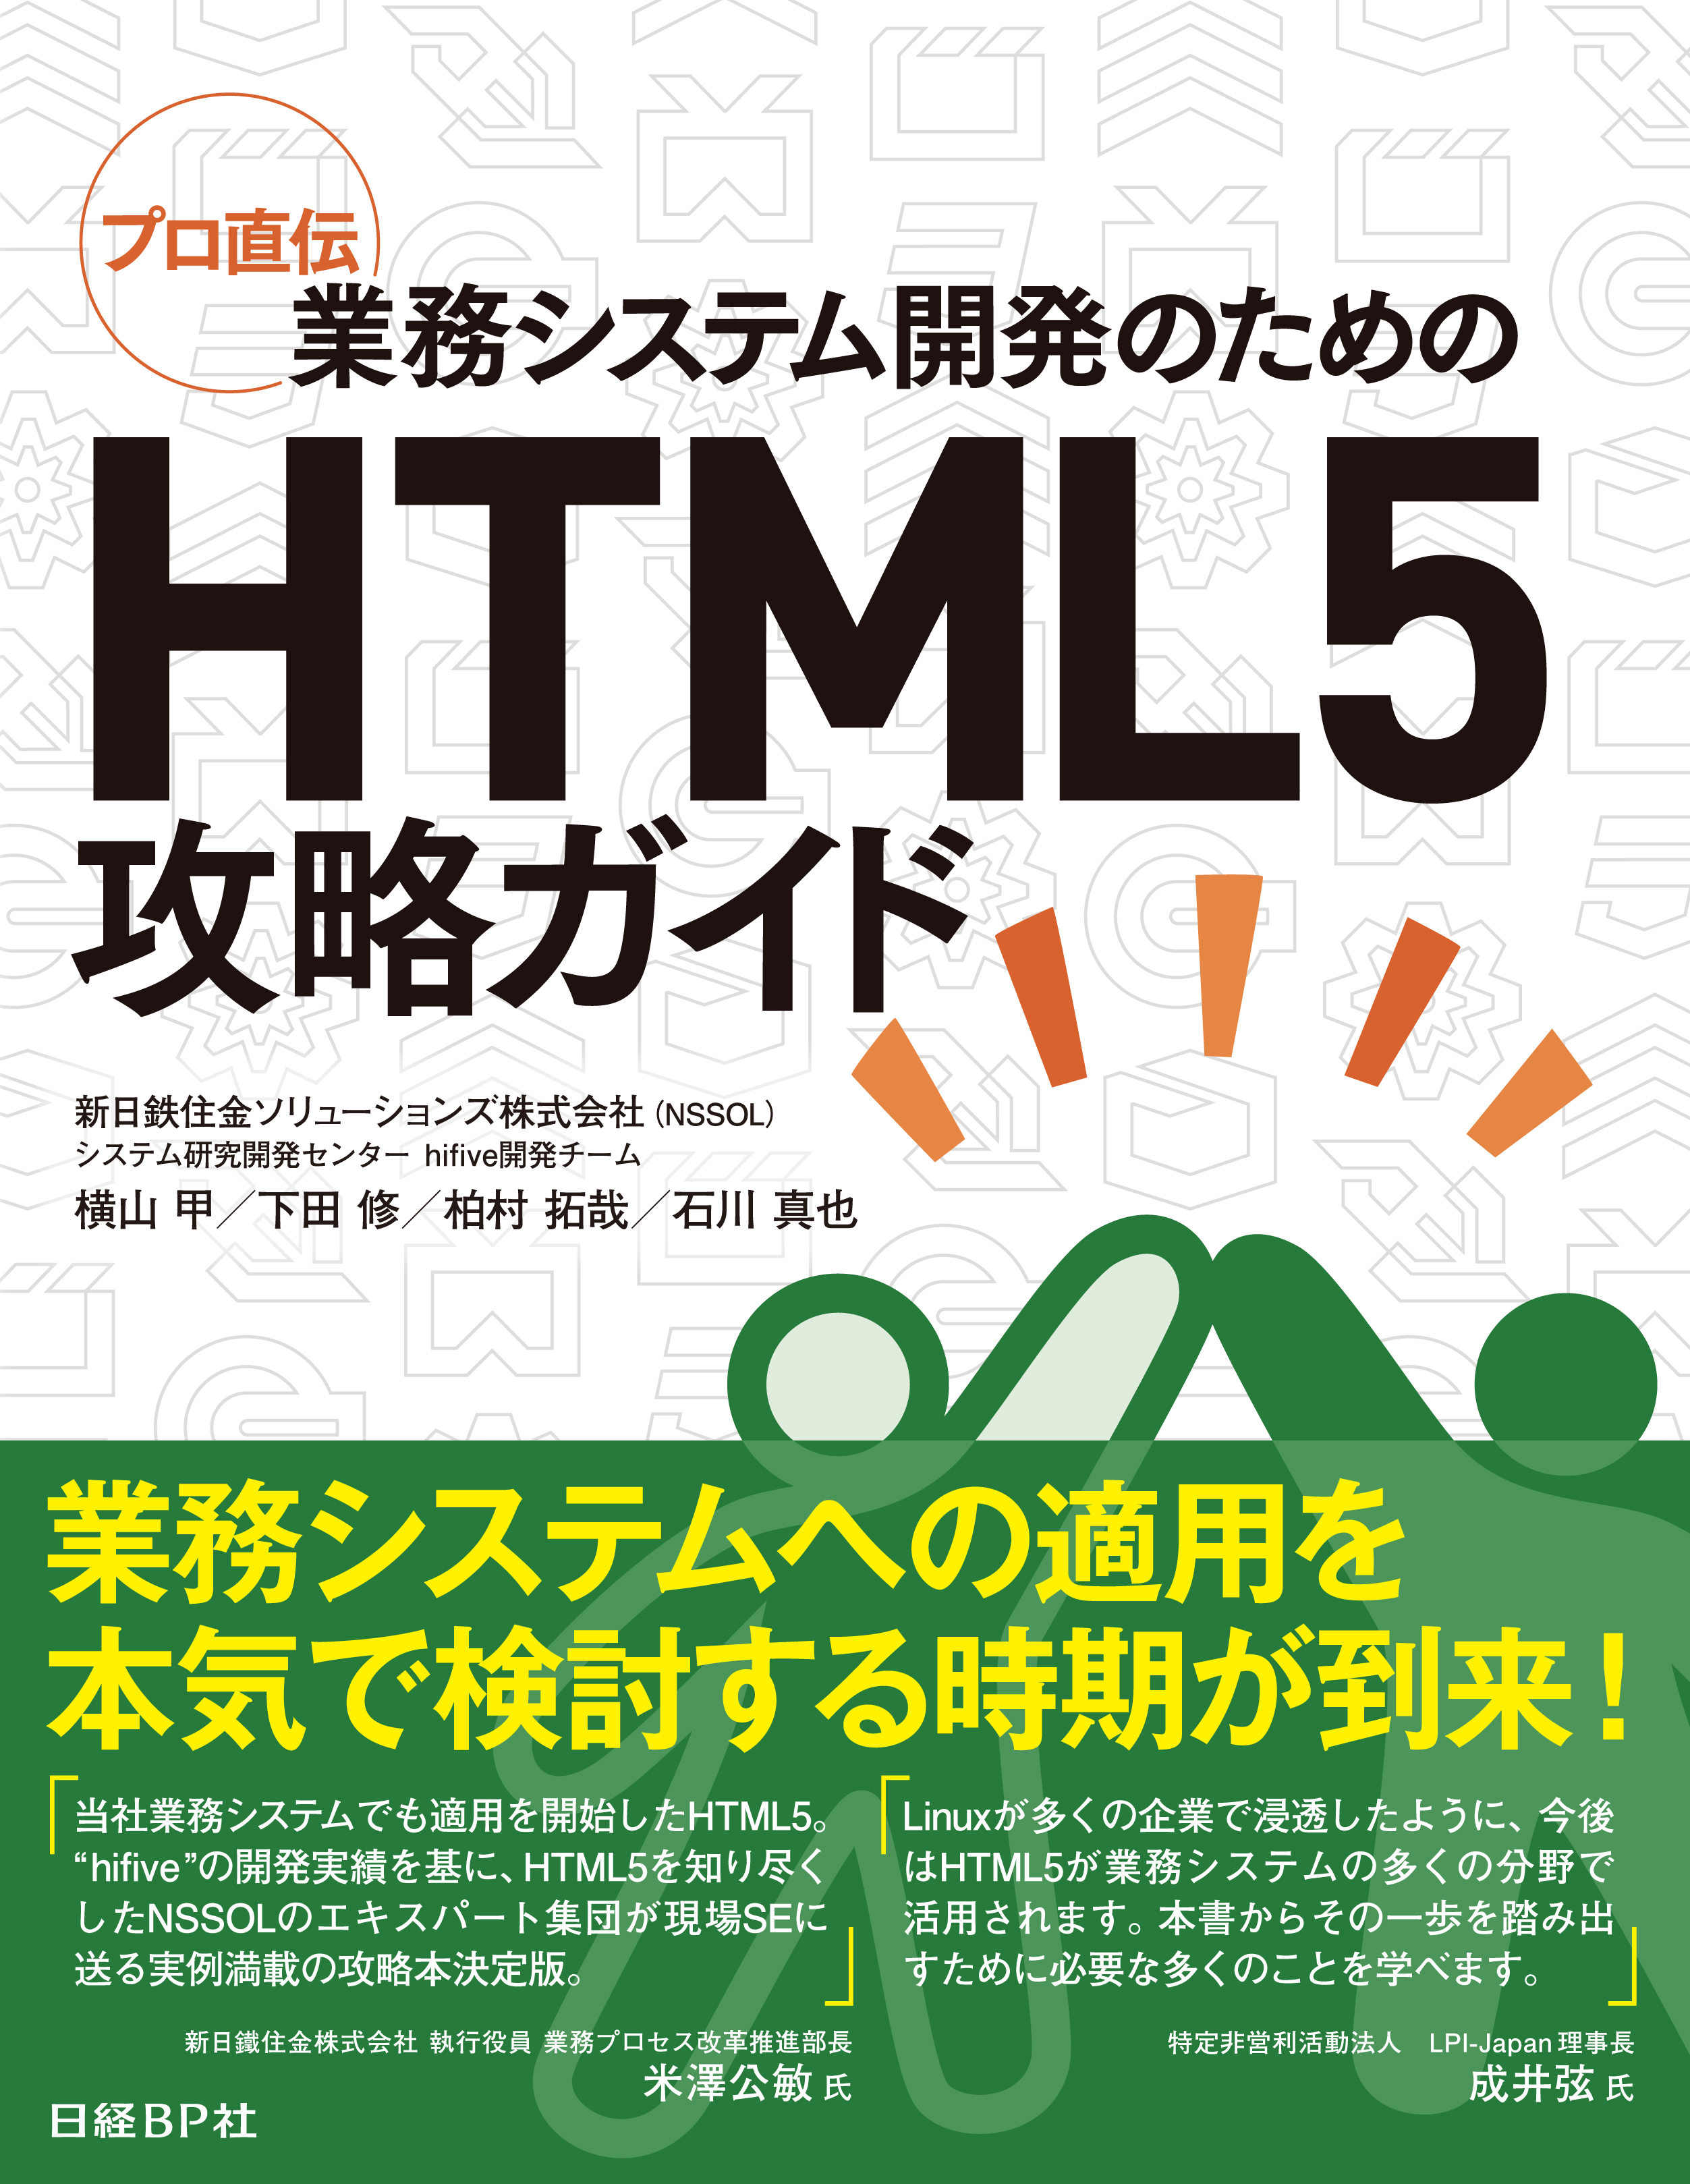 プロ直伝
業務システム開発のための
HTML5
攻略ガイド
新日鉄住金ソリューションズ株式会社(NSSOL)
システム研究開発センター hifive開発チーム
横山 甲／下田 修／柏村 拓哉／石川 真也
業務システムへの適用を
本気で検討する時期が到来！
「当社業務システムでも適用を開始したHTML5。
“hifive”の開発実績を基に、HTML5を知り尽く
したNSSOLのエキスパート集団が現場SEに
送る実例満載の攻略本決定版。」
新日鐵住金株式会社 執行役員 業務プロセス改革推進部長
米澤公敏 氏
「Linuxが多くの企業で浸透したように、今後
はHTML5が業務システムの多くの分野で
活用されます。本書からその一歩を踏み出
すために必要な多くのことを学べます。」
特定非営利活動法人　LPI-Japan 理事長
成井弦 氏
日経BP社